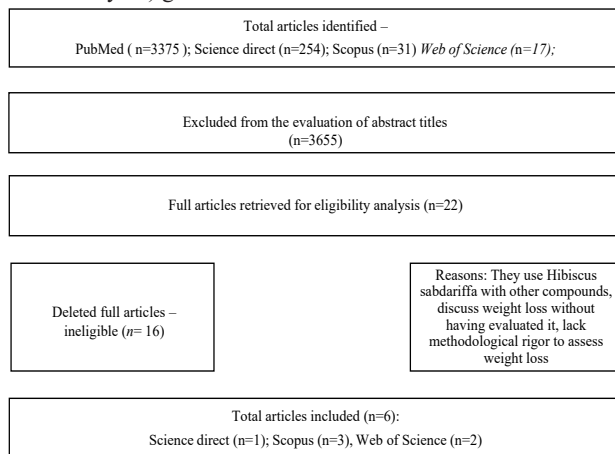 Total articles identified –
PubMed ( n=3375 ); Science direct (n=254); Scopus (n=31) Web of Science (n=17);
Excluded from the evaluation of abstract titles
(n=3655)
Full articles retrieved for eligibility analysis (n=22)
Deleted full articles –
ineligible (n= 16)
Reasons: They use Hibiscus
sabdariffa with other compounds,
discuss weight loss without
having evaluated it, lack
methodological rigor to assess
weight loss
Total articles included (n=6):
Science direct (n=1); Scopus (n=3), Web of Science (n=2)